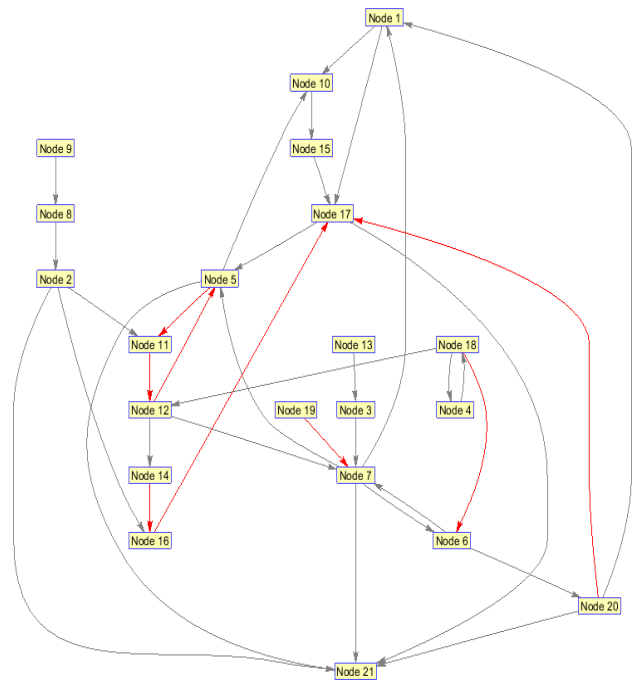 Node 1
Node 10
Node 9
Node 15
Node 8
Node 17
Node 2
Node 5
Node 11
Node 13
Node 18
Node 12
Node 19
Node 3
Node 4
Node 14
Node 7
Node 16
Node 6
Node 20
Node 21